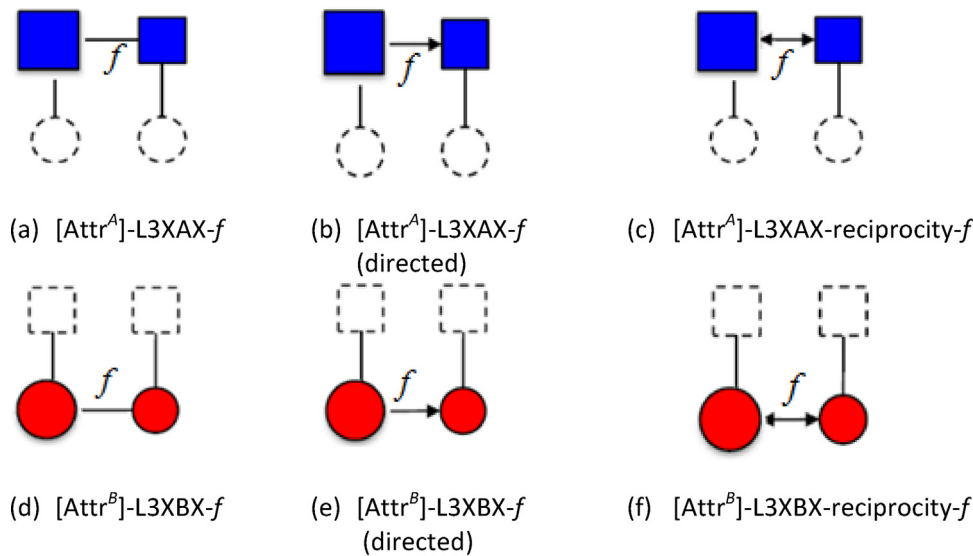 f f f
(a) [Attr^A]-L3XAX-f (b) [Attr^A]-L3XAX-f (c) [Attr^A]-L3XAX-reciprocity-f
(directed)
f f f
(d) [Attr^B]-L3XBX-f (e) [Attr^B]-L3XBX-f (f) [Attr^B]-L3XBX-reciprocity-f
(directed)